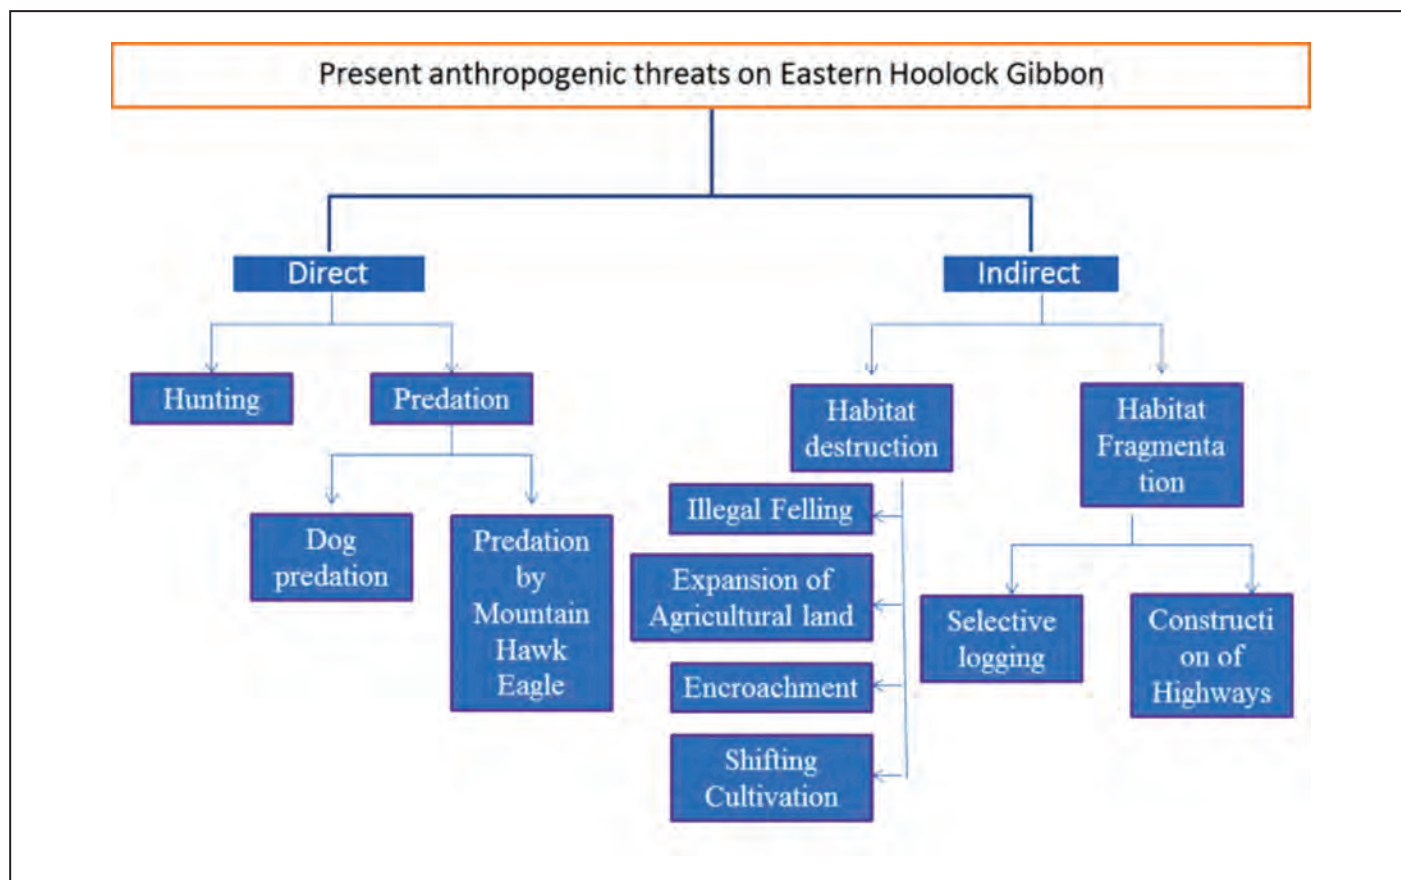 Present anthropogenic threats on Eastern Hoolock Gibbon
Direct
Indirect
Hunting
Predation
Dog
predation
Predation
by
Mountain
Hawk
Eagle
Habitat
destruction
Habitat
Fragmenta
tion
Illegal Felling
Expansion of
Agricultural land
Encroachment
Shifting
Cultivation
Selective
logging
Constructi
on of
Highways